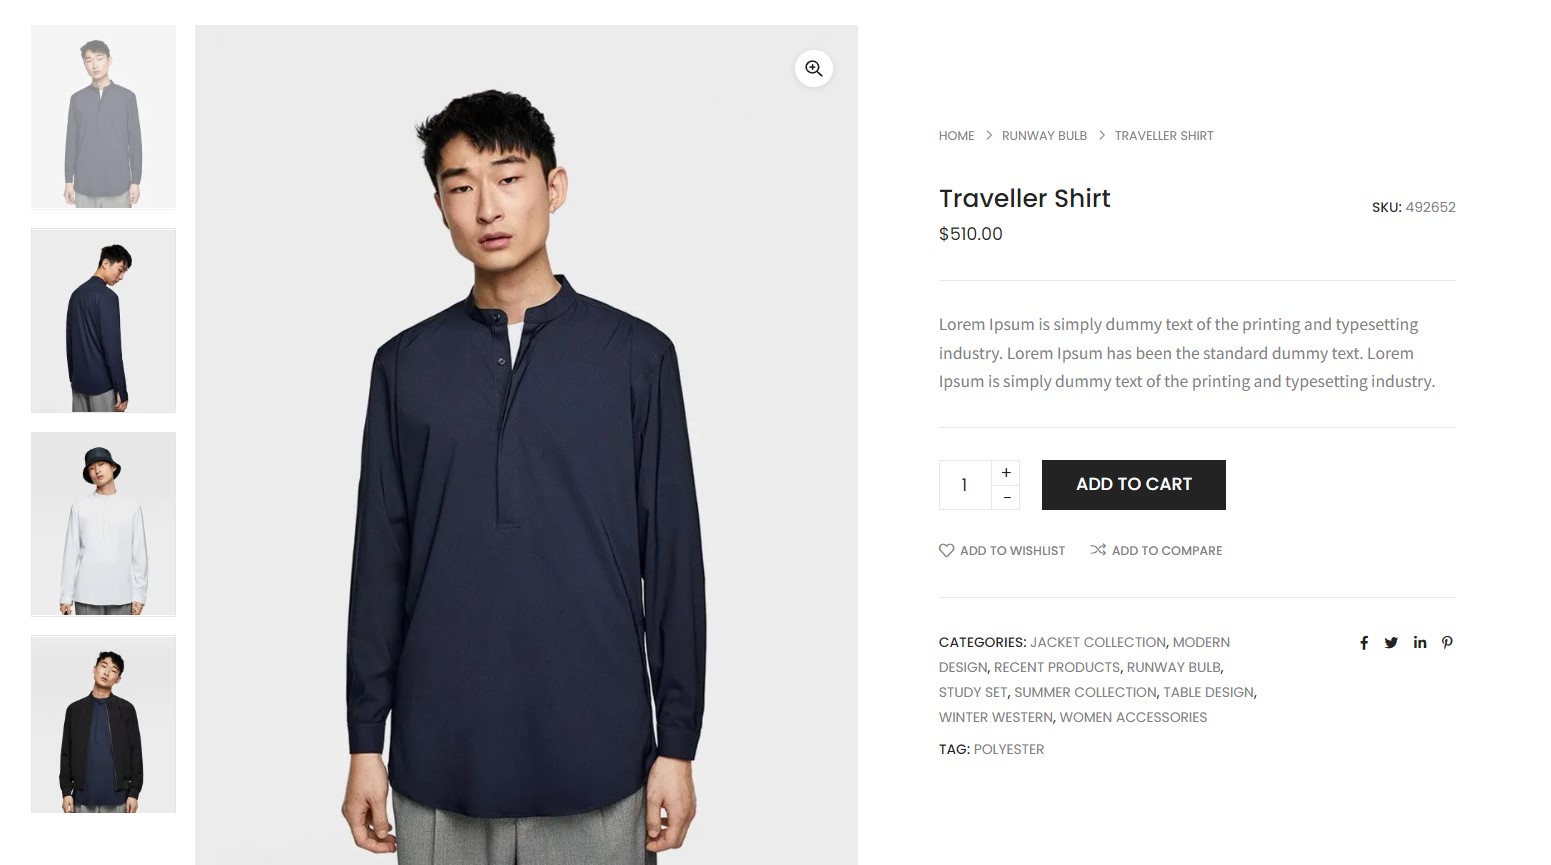 HOME > RUNWAY BULB > TRAVELLER SHIRT
Traveller Shirt
SKU: 492652
$510.00
Lorem Ipsum is simply dummy text of the printing and typesetting
industry. Lorem Ipsum has been the standard dummy text. Lorem
Ipsum is simply dummy text of the printing and typesetting industry.
1
+
-
ADD TO CART
ADD TO WISHLIST
ADD TO COMPARE
CATEGORIES: JACKET COLLECTION, MODERN
DESIGN, RECENT PRODUCTS, RUNWAY BULB,
STUDY SET, SUMMER COLLECTION, TABLE DESIGN,
WINTER WESTERN, WOMEN ACCESSORIES
TAG: POLYESTER